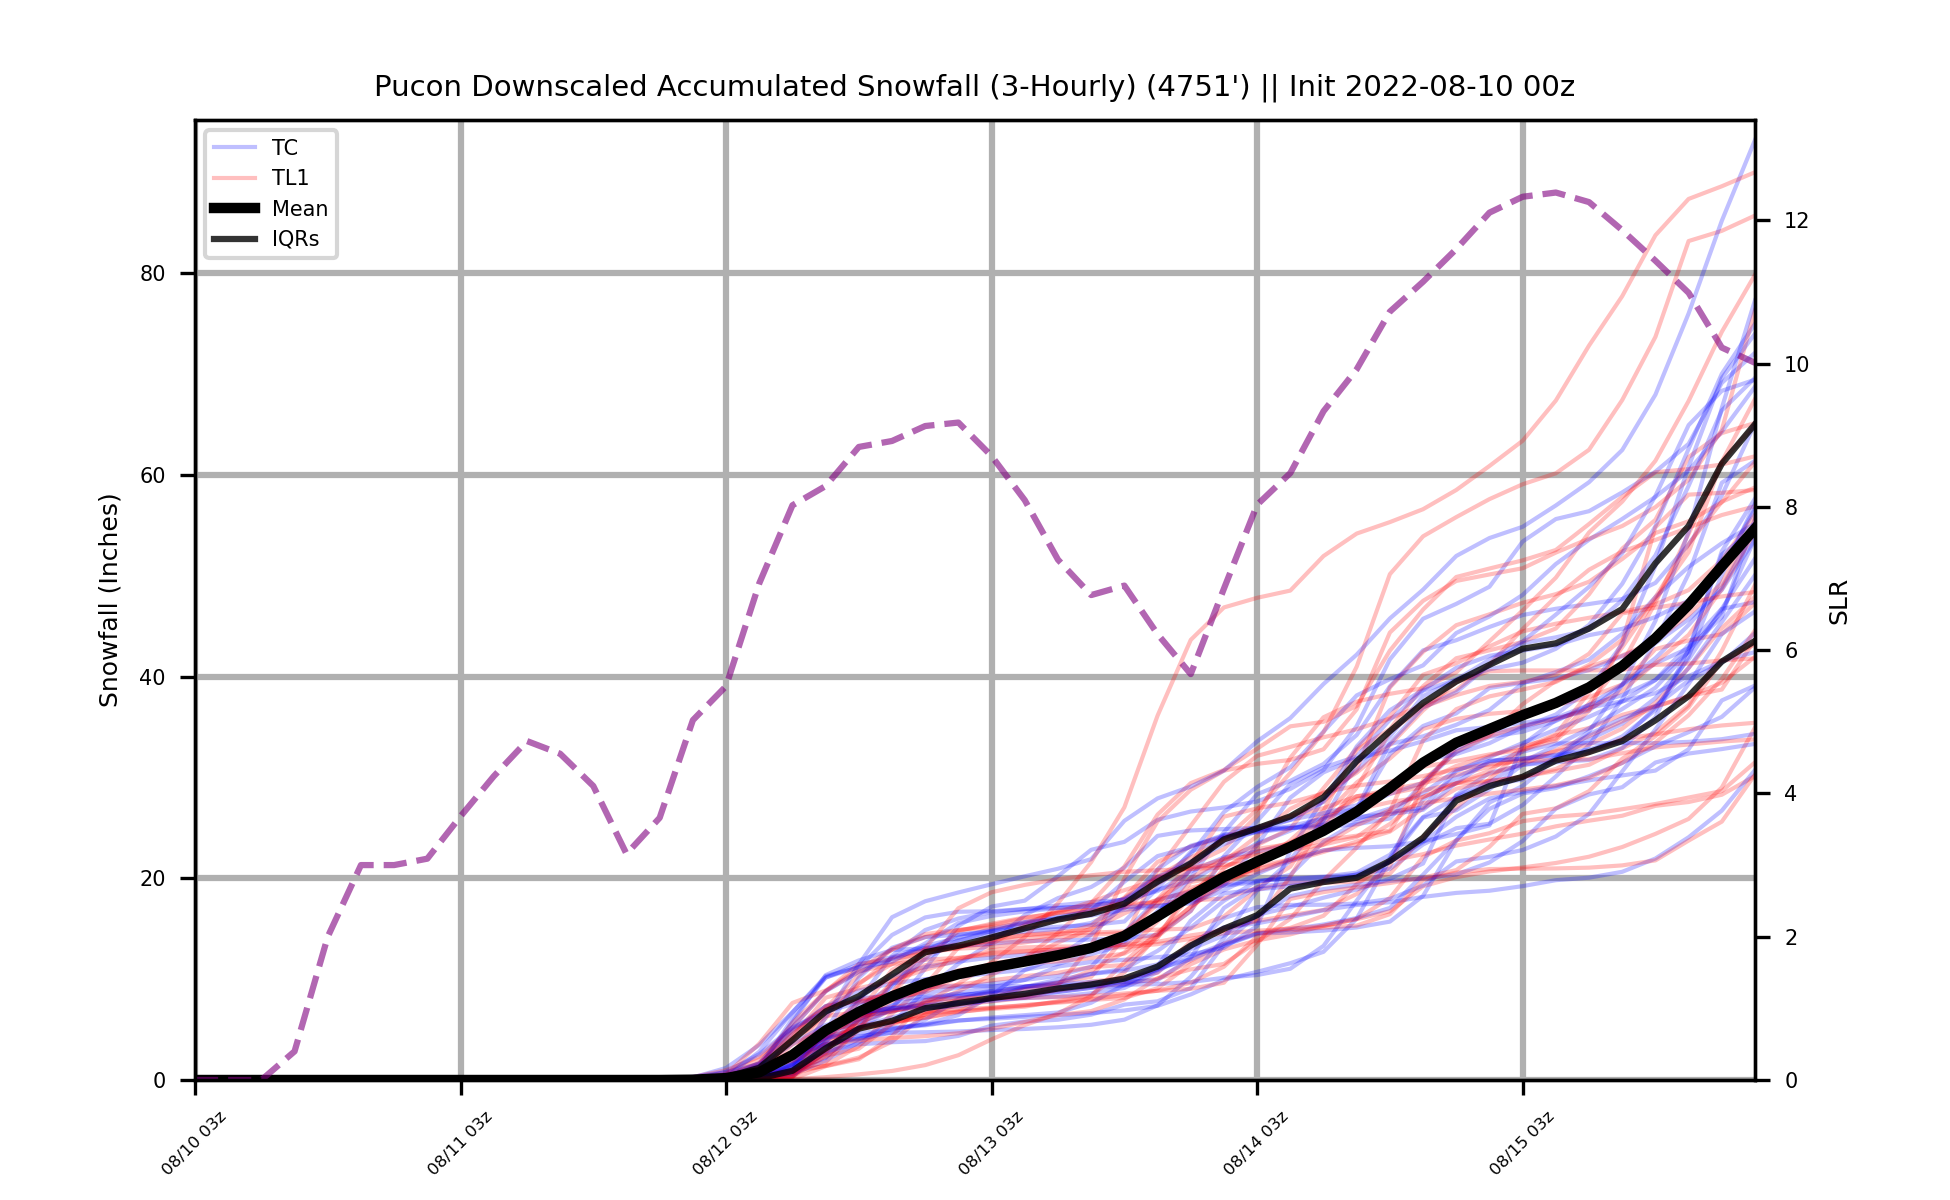 Pucon Downscaled Accumulated Snowfall (3-Hourly) (4751') || Init 2022-08-10 00z
TC
TL1
Mean
IQRs
Snowfall (Inches)
80
60
40
20
0
SLR
12
10
8
6
4
2
0
08/10 03z
08/11 03z
08/12 03z
08/13 03z
08/14 03z
08/15 03z